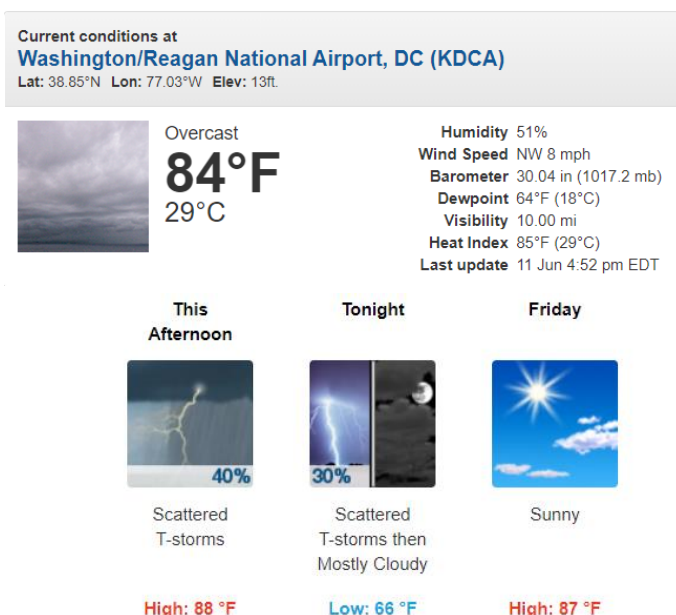 Current conditions at
Washington/Reagan National Airport, DC (KDCA)
Lat: 38.85°N Lon: 77.03°W Elev: 13ft.
Overcast
84°F
29°C
Humidity 51%
Wind Speed NW 8 mph
Barometer 30.04 in (1017.2 mb)
Dewpoint 64°F (18°C)
Visibility 10.00 mi
Heat Index 85°F (29°C)
Last update 11 Jun 4:52 pm EDT
This
Afternoon
40%
Scattered
T-storms
High: 88 °F
Tonight
30%
Scattered
T-storms then
Mostly Cloudy
Low: 66 °F
Friday
Sunny
High: 87 °F